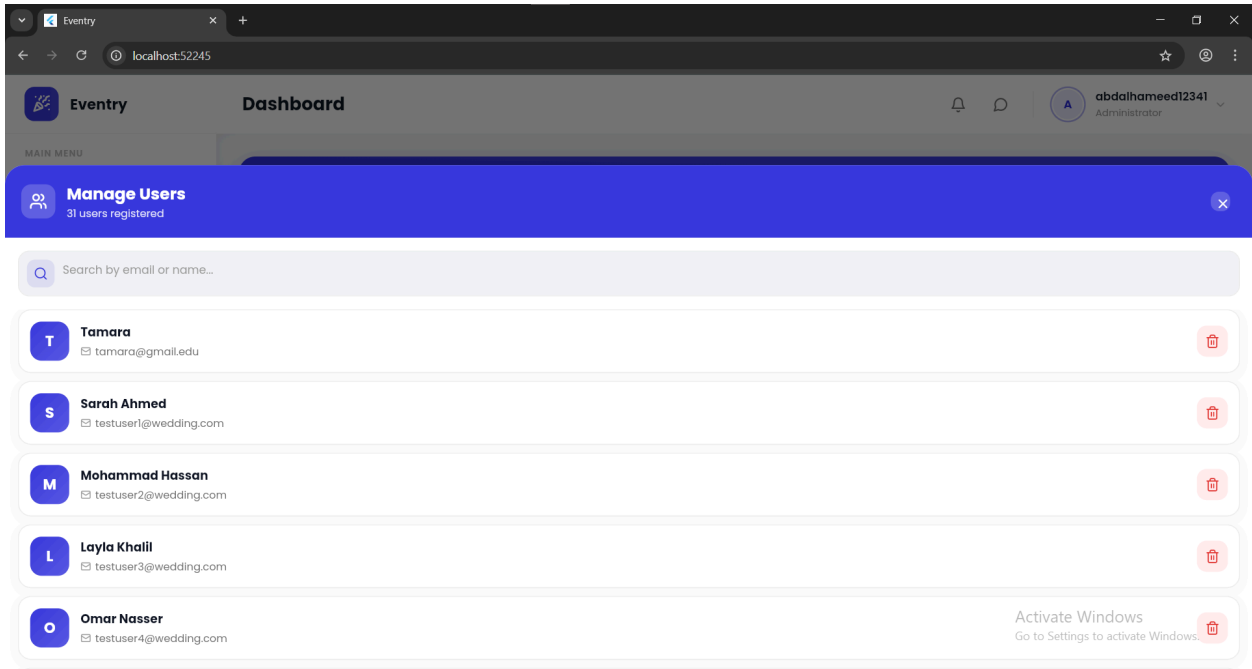 Eventry
localhost:52245
Eventry
Dashboard
A
abdalhameed12341
Administrator
MAIN MENU
Manage Users
31 users registered
Search by email or name...
T
Tamara
tamara@gmail.edu
S
Sarah Ahmed
testuser1@wedding.com
M
Mohammad Hassan
testuser2@wedding.com
L
Layla Khalil
testuser3@wedding.com
O
Omar Nasser
testuser4@wedding.com
Activate Windows
Go to Settings to activate Windows.